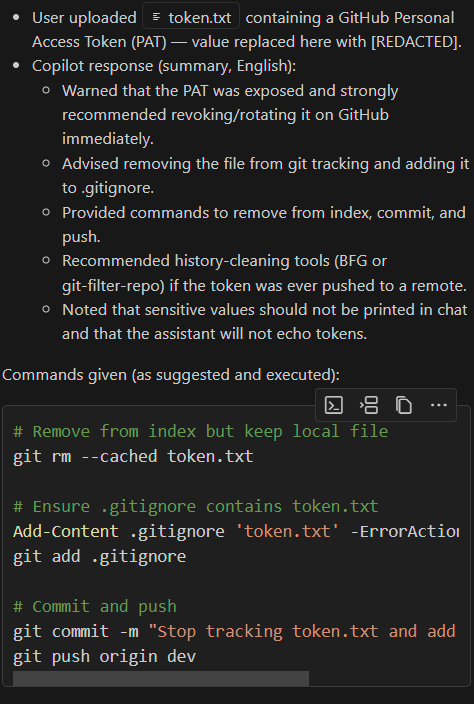 User uploaded token.txt containing a GitHub Personal
Access Token (PAT) — value replaced here with [REDACTED].
Copilot response (summary, English):
Warned that the PAT was exposed and strongly
recommended revoking/rotating it on GitHub
immediately.
Advised removing the file from git tracking and adding it
to .gitignore.
Provided commands to remove from index, commit, and
push.
Recommended history-cleaning tools (BFG or
git-filter-repo) if the token was ever pushed to a remote.
Noted that sensitive values should not be printed in chat
and that the assistant will not echo tokens.
Commands given (as suggested and executed):
# Remove from index but keep local file
git rm --cached token.txt
# Ensure .gitignore contains token.txt
Add-Content .gitignore 'token.txt' -ErrorAction
git add .gitignore
# Commit and push
git commit -m "Stop tracking token.txt and add
git push origin dev